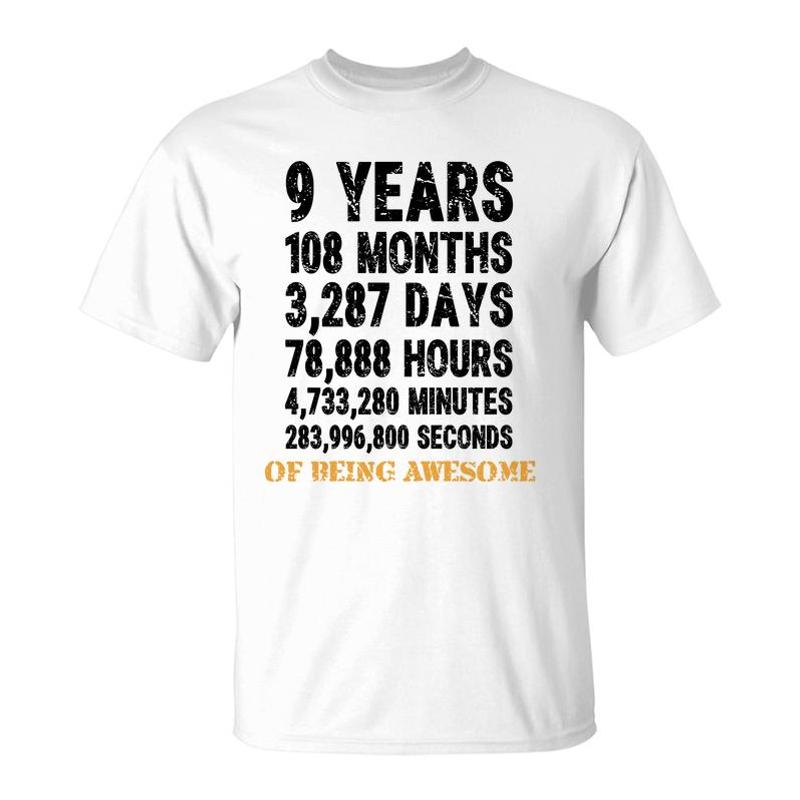 9 YEARS
108 MONTHS
3,287 DAYS
78,888 HOURS
4,733,280 MINUTES
283,996,800 SECONDS
OF BEING AWESOME